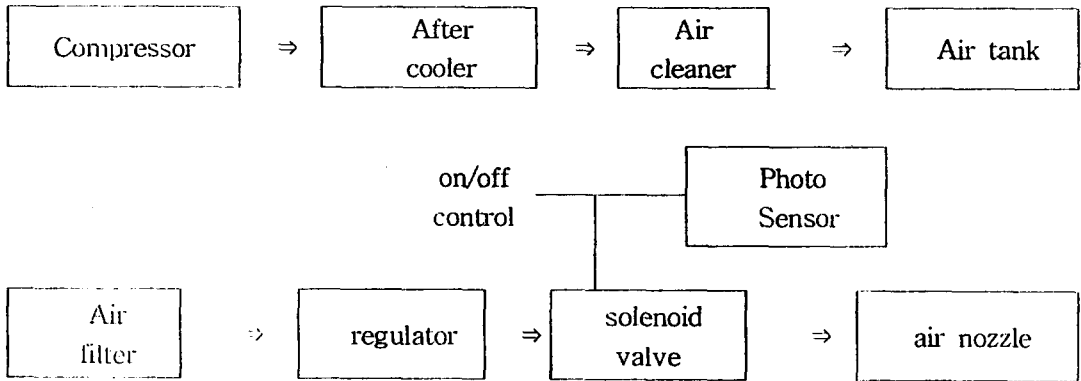 Compressor ⇒ After cooler ⇒ Air cleaner ⇒ Air tank
on/off control
Photo Sensor
Air filter ⇒ regulator ⇒ solenoid valve ⇒ air nozzle